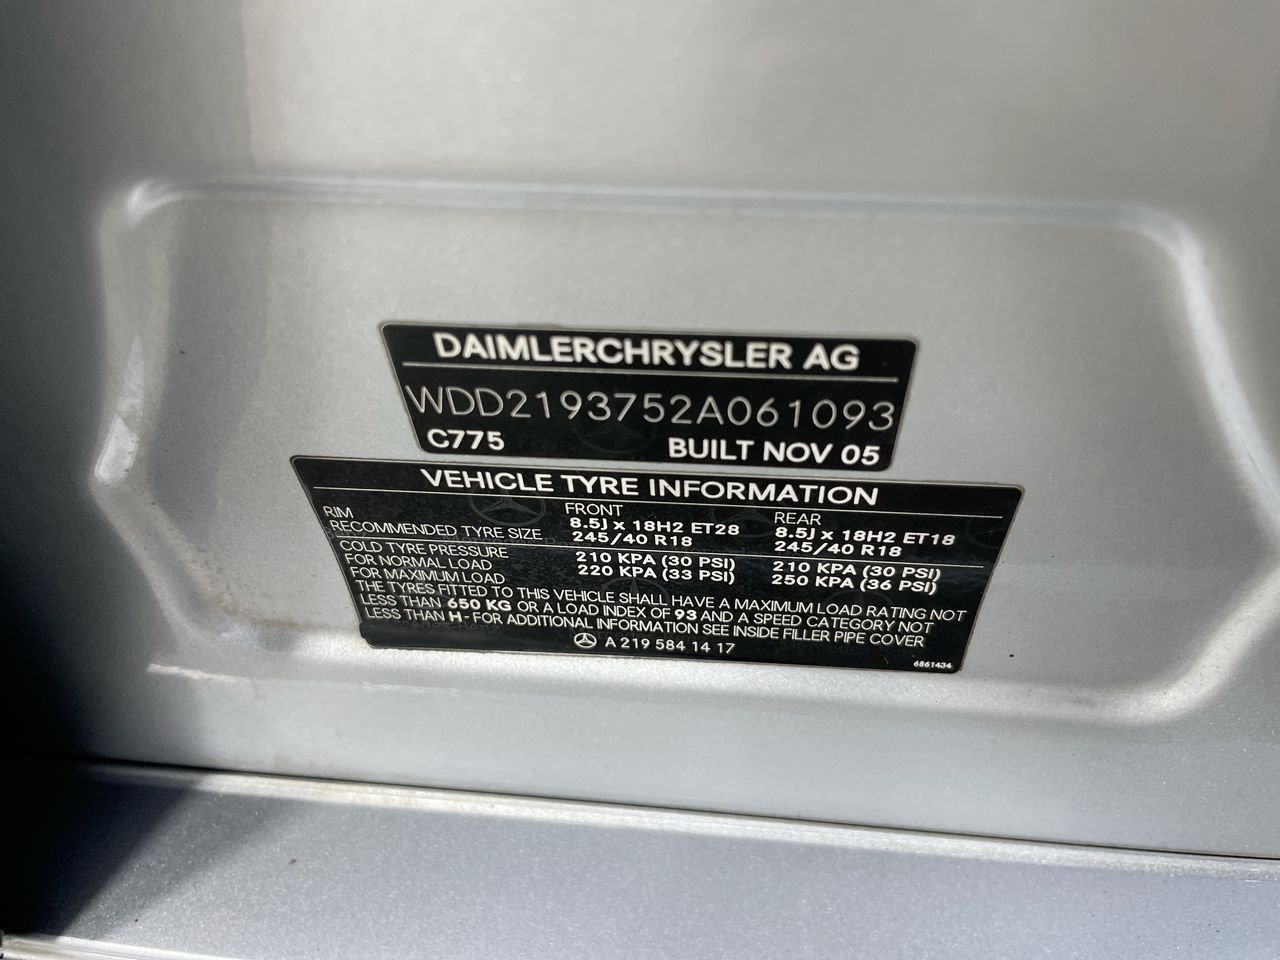 DAIMLERCHRYSLER AG
WDD2193752A061093
C775 BUILT NOV 05
VEHICLE TYRE INFORMATION
FRONT REAR
RIM 8.5J x 18H2 ET28 8.5J x 18H2 ET18
RECOMMENDED TYRE SIZE 245/40 R18 245/40 R18
COLD TYRE PRESSURE
FOR NORMAL LOAD 210 KPA (30 PSI) 210 KPA (30 PSI)
FOR MAXIMUM LOAD 220 KPA (33 PSI) 250 KPA (36 PSI)
THE TYRES FITTED TO THIS VEHICLE SHALL HAVE A MAXIMUM LOAD RATING NOT
LESS THAN 650 KG OR A LOAD INDEX OF 93 AND A SPEED CATEGORY NOT
LESS THAN H - FOR ADDITIONAL INFORMATION SEE INSIDE FILLER PIPE COVER
A 219 584 14 17
6861434